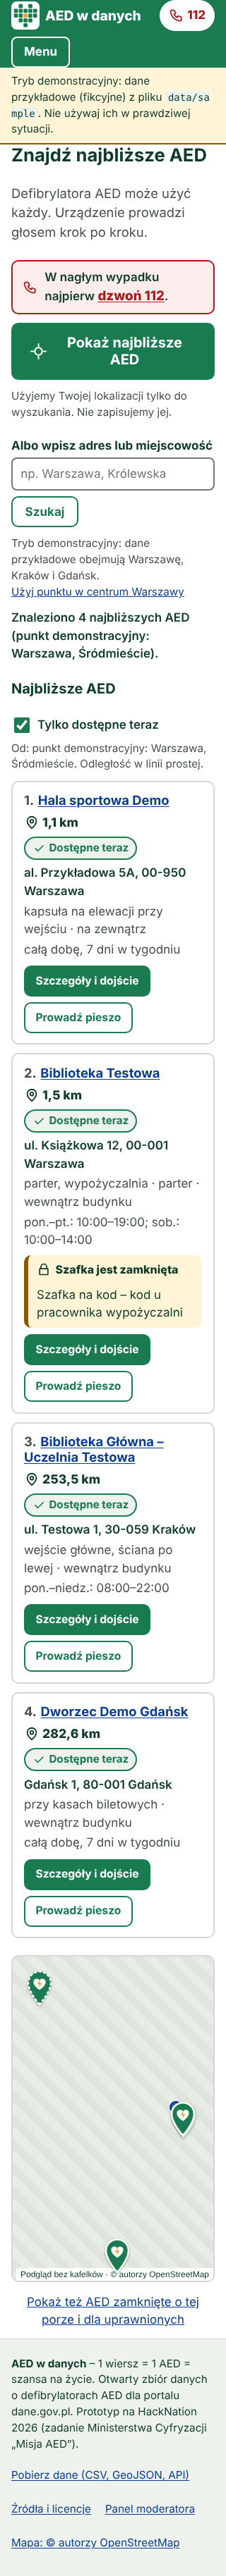 AED w danych
112
Menu
Tryb demonstracyjny: dane
przykładowe (fikcyjne) z pliku data/sa
mple. Nie używaj ich w prawdziwej
sytuacji.
Znajdź najbliższe AED
Defibrylatora AED może użyć
każdy. Urządzenie prowadzi
głosem krok po kroku.
W nagłym wypadku
najpierw dzwoń 112.
Pokaż najbliższe
AED
Użyjemy Twojej lokalizacji tylko do
wyszukania. Nie zapisujemy jej.
Albo wpisz adres lub miejscowość
np. Warszawa, Królewska
Szukaj
Tryb demonstracyjny: dane
przykładowe obejmują Warszawę,
Kraków i Gdańsk.
Użyj punktu w centrum Warszawy
Znaleziono 4 najbliższych AED
(punkt demonstracyjny:
Warszawa, Śródmieście).
Najbliższe AED
Tylko dostępne teraz
Od: punkt demonstracyjny: Warszawa,
Śródmieście. Odległość w linii prostej.
1. Hala sportowa Demo
1,1 km
Dostępne teraz
al. Przykładowa 5A, 00-950
Warszawa
kapsuła na elewacji przy
wejściu · na zewnątrz
całą dobę, 7 dni w tygodniu
Szczegóły i dojście
Prowadź pieszo
2. Biblioteka Testowa
1,5 km
Dostępne teraz
ul. Książkowa 12, 00-001
Warszawa
parter, wypożyczalnia · parter ·
wewnątrz budynku
pon.–pt.: 10:00–19:00; sob.:
10:00–14:00
Szafka jest zamknięta
Szafka na kod – kod u
pracownika wypożyczalni
Szczegóły i dojście
Prowadź pieszo
3. Biblioteka Główna –
Uczelnia Testowa
253,5 km
Dostępne teraz
ul. Testowa 1, 30-059 Kraków
wejście główne, ściana po
lewej · wewnątrz budynku
pon.–niedz.: 08:00–22:00
Szczegóły i dojście
Prowadź pieszo
4. Dworzec Demo Gdańsk
282,6 km
Dostępne teraz
Gdańsk 1, 80-001 Gdańsk
przy kasach biletowych ·
wewnątrz budynku
całą dobę, 7 dni w tygodniu
Szczegóły i dojście
Prowadź pieszo
Podgląd bez kafelków · © autorzy OpenStreetMap
Pokaż też AED zamknięte o tej
porze i dla uprawnionych
AED w danych – 1 wiersz = 1 AED =
szansa na życie. Otwarty zbiór danych
o defibrylatorach AED dla portalu
dane.gov.pl. Prototyp na HackNation
2026 (zadanie Ministerstwa Cyfryzacji
„Misja AED”).
Pobierz dane (CSV, GeoJSON, API)
Źródła i licencje Panel moderatora
Mapa: © autorzy OpenStreetMap